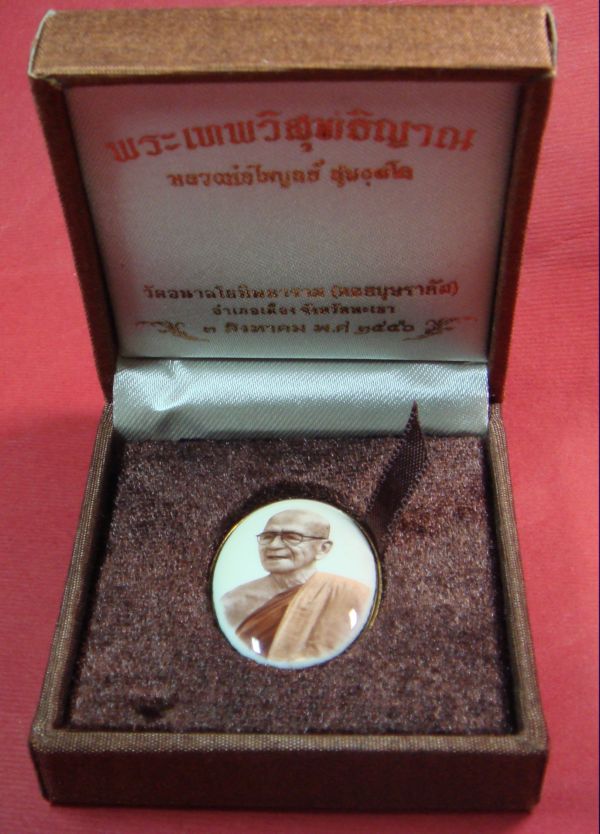 พระเทพวิสุทธิญาณ
หลวงพ่อไพบูลย์ สุมงฺคโล
วัดอนาลโยทิพยาราม (ดอยบุษราคัม)
อำเภอเมือง จังหวัดพะเยา
๓ สิงหาคม พ.ศ ๒๕๔๖